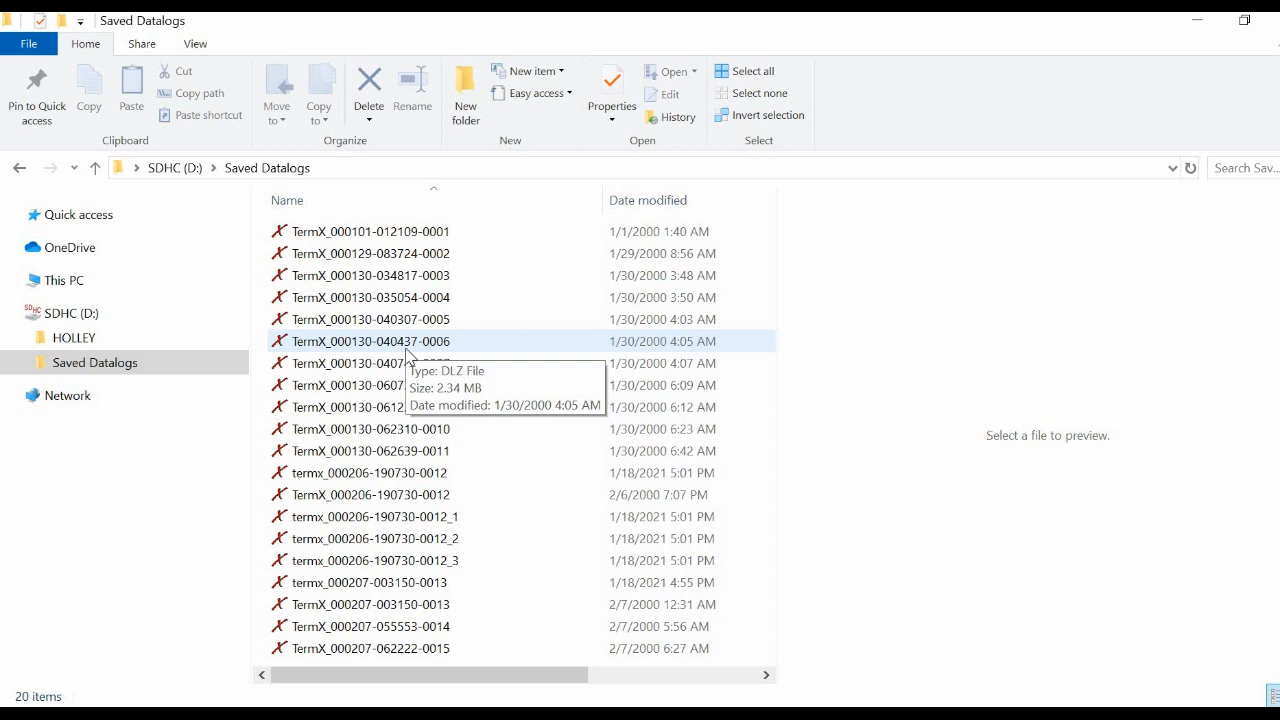 Saved Datalogs
File Home Share View
Pin to Quick access
Copy
Paste
Cut
Copy path
Paste shortcut
Clipboard
Move to
Copy to
Delete
Rename
Organize
New folder
New item
Easy access
New
Properties
Open
Edit
History
Open
Select all
Select none
Invert selection
Select
SDHC (D:) Saved Datalogs Search Sav...
Quick access
OneDrive
This PC
SDHC (D:)
HOLLEY
Saved Datalogs
Network
Name Date modified
TermX_000101-012109-0001 1/1/2000 1:40 AM
TermX_000129-083724-0002 1/29/2000 8:56 AM
TermX_000130-034817-0003 1/30/2000 3:48 AM
TermX_000130-035054-0004 1/30/2000 3:50 AM
TermX_000130-040307-0005 1/30/2000 4:03 AM
TermX_000130-040437-0006 1/30/2000 4:05 AM
TermX_000130-0407 1/30/2000 4:07 AM
TermX_000130-0607 1/30/2000 6:09 AM
TermX_000130-0612 1/30/2000 6:12 AM
Type: DLZ File
Size: 2.34 MB
Date modified: 1/30/2000 4:05 AM
TermX_000130-062310-0010 1/30/2000 6:23 AM
TermX_000130-062639-0011 1/30/2000 6:42 AM
termx_000206-190730-0012 1/18/2021 5:01 PM
TermX_000206-190730-0012 2/6/2000 7:07 PM
termx_000206-190730-0012_1 1/18/2021 5:01 PM
termx_000206-190730-0012_2 1/18/2021 5:01 PM
termx_000206-190730-0012_3 1/18/2021 5:01 PM
termx_000207-003150-0013 1/18/2021 4:55 PM
TermX_000207-003150-0013 2/7/2000 12:31 AM
TermX_000207-055553-0014 2/7/2000 5:56 AM
TermX_000207-062222-0015 2/7/2000 6:27 AM
Select a file to preview.
20 items